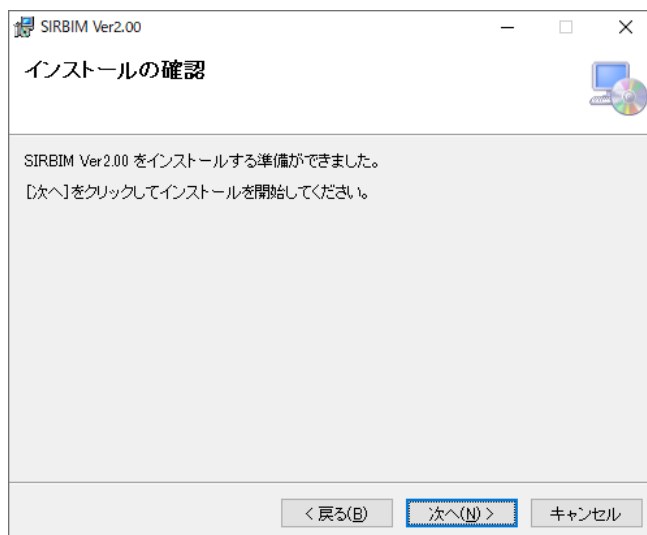 SIRBIM Ver2.00
インストールの確認
SIRBIM Ver2.00 をインストールする準備ができました。
[次へ]をクリックしてインストールを開始してください。
< 戻る(B)
次へ(N) >
キャンセル